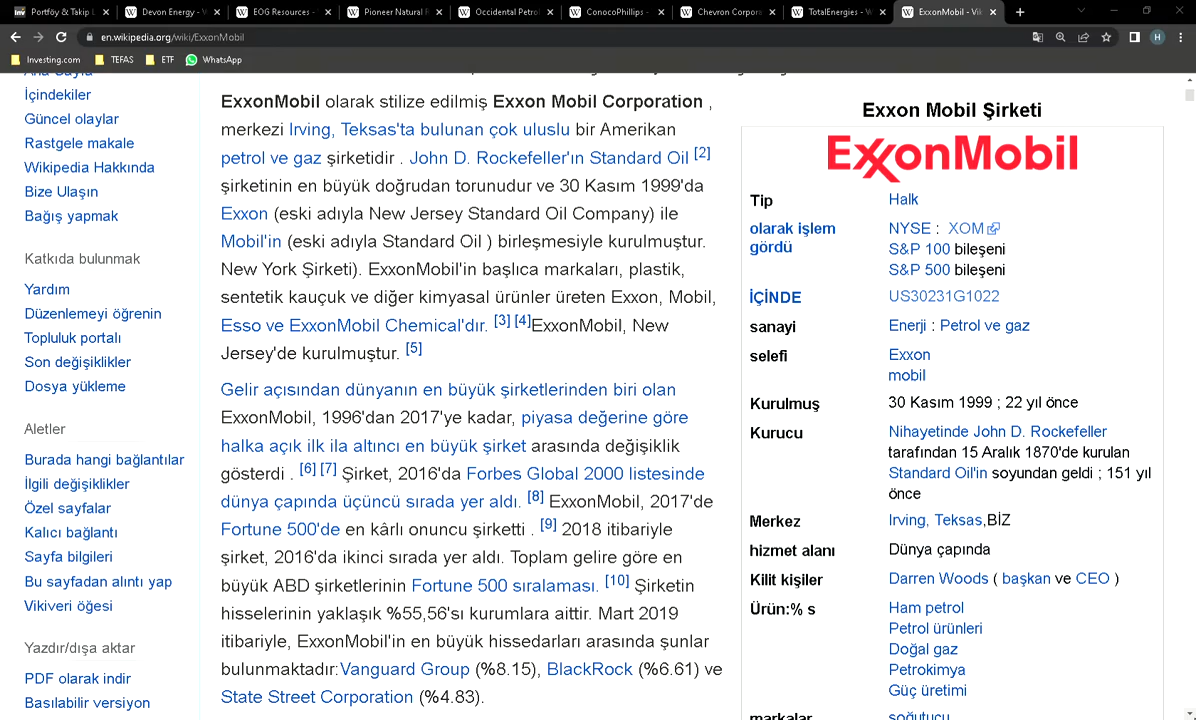 Portföy & Takip L
Devon Energy - V
EOG Resources -
Pioneer Natural R
Occidental Petrol
ConocoPhillips -
Chevron Corpora
TotalEnergies - W
ExxonMobil - Vik
en.wikipedia.org/wiki/ExxonMobil
Investing.com
TEFAS
ETF
WhatsApp
H
Ana Sayfa
İçindekiler
Güncel olaylar
Rastgele makale
Wikipedia Hakkında
Bize Ulaşın
Bağış yapmak
Katkıda bulunmak
Yardım
Düzenlemeyi öğrenin
Topluluk portalı
Son değişiklikler
Dosya yükleme
Aletler
Burada hangi bağlantılar
İlgili değişiklikler
Özel sayfalar
Kalıcı bağlantı
Sayfa bilgileri
Bu sayfadan alıntı yap
Vikiveri öğesi
Yazdır/dışa aktar
PDF olarak indir
Basılabilir versiyon
ExxonMobil olarak stilize edilmiş Exxon Mobil Corporation ,
merkezi Irving, Teksas'ta bulunan çok uluslu bir Amerikan
petrol ve gaz şirketidir . John D. Rockefeller'ın Standard Oil [2]
şirketinin en büyük doğrudan torunudur ve 30 Kasım 1999'da
Exxon (eski adıyla New Jersey Standard Oil Company) ile
Mobil'in (eski adıyla Standard Oil ) birleşmesiyle kurulmuştur.
New York Şirketi). ExxonMobil'in başlıca markaları, plastik,
sentetik kauçuk ve diğer kimyasal ürünler üreten Exxon, Mobil,
Esso ve ExxonMobil Chemical'dır. [3] [4]ExxonMobil, New
Jersey'de kurulmuştur. [5]
Gelir açısından dünyanın en büyük şirketlerinden biri olan
ExxonMobil, 1996'dan 2017'ye kadar, piyasa değerine göre
halka açık ilk ila altıncı en büyük şirket arasında değişiklik
gösterdi . [6] [7] Şirket, 2016'da Forbes Global 2000 listesinde
dünya çapında üçüncü sırada yer aldı. [8] ExxonMobil, 2017'de
Fortune 500'de en kârlı onuncu şirketti . [9] 2018 itibariyle
şirket, 2016'da ikinci sırada yer aldı. Toplam gelire göre en
büyük ABD şirketlerinin Fortune 500 sıralaması. [10] Şirketin
hisselerinin yaklaşık %55,56'sı kurumlara aittir. Mart 2019
itibariyle, ExxonMobil'in en büyük hissedarları arasında şunlar
bulunmaktadır:Vanguard Group (%8.15), BlackRock (%6.61) ve
State Street Corporation (%4.83).
Exxon Mobil Şirketi
ExxonMobil
Tip Halk
olarak işlem gördü NYSE : XOM
S&P 100 bileşeni
S&P 500 bileşeni
İÇİNDE US30231G1022
sanayi Enerji : Petrol ve gaz
selefi Exxon
mobil
Kurulmuş 30 Kasım 1999 ; 22 yıl önce
Kurucu Nihayetinde John D. Rockefeller
tarafından 15 Aralık 1870'de kurulan
Standard Oil'in soyundan geldi ; 151 yıl
önce
Merkez Irving, Teksas,BİZ
hizmet alanı Dünya çapında
Kilit kişiler Darren Woods ( başkan ve CEO )
Ürün:% s Ham petrol
Petrol ürünleri
Doğal gaz
Petrokimya
Güç üretimi
markalar soğutucu